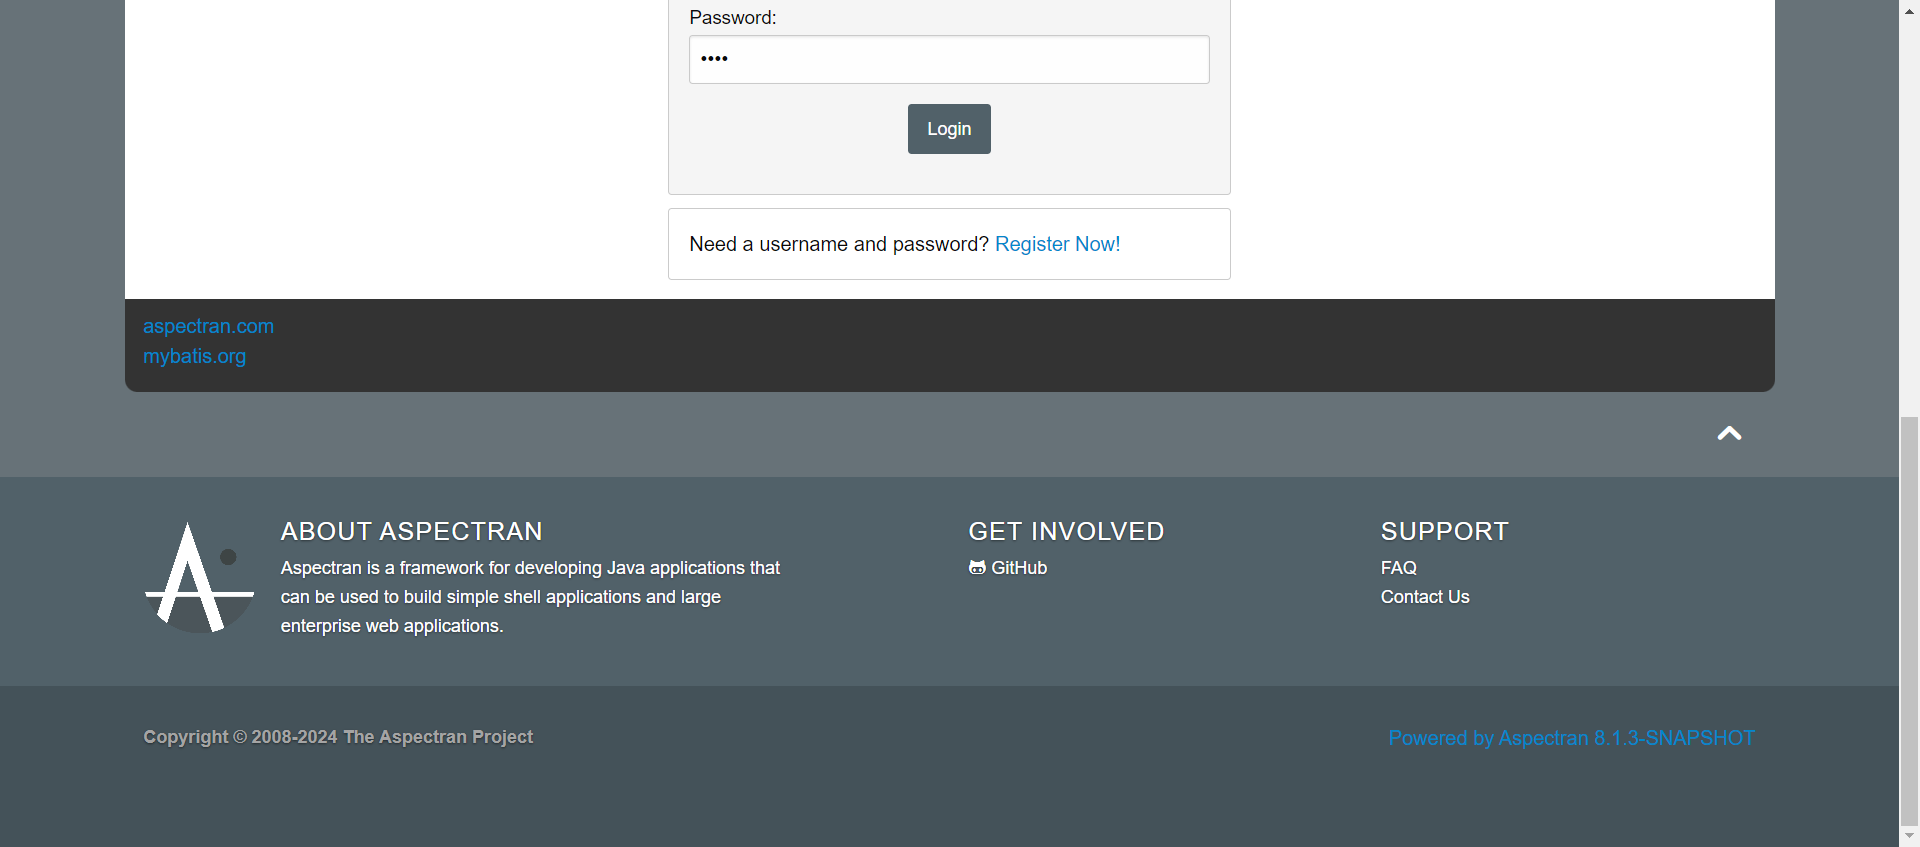 Password:
••••
Login
Need a username and password? Register Now!
aspectran.com
mybatis.org
ABOUT ASPECTRAN
Aspectran is a framework for developing Java applications that
can be used to build simple shell applications and large
enterprise web applications.
GET INVOLVED
GitHub
SUPPORT
FAQ
Contact Us
Copyright © 2008-2024 The Aspectran Project
Powered by Aspectran 8.1.3-SNAPSHOT